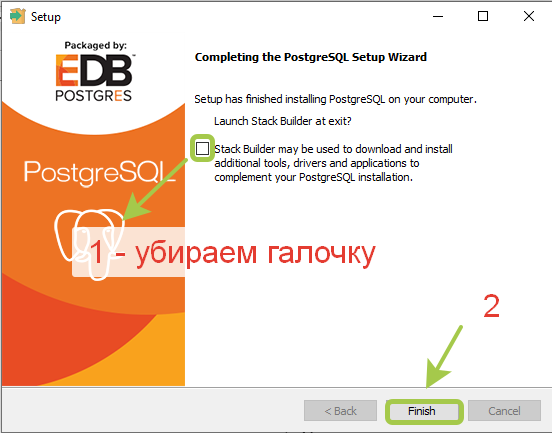 Setup
Packaged by:
EDB
POSTGRES
PostgreSQL
Completing the PostgreSQL Setup Wizard
Setup has finished installing PostgreSQL on your computer.
Launch Stack Builder at exit?
Stack Builder may be used to download and install
additional tools, drivers and applications to
complement your PostgreSQL installation.
1 - убираем галочку
2
< Back
Finish
Cancel